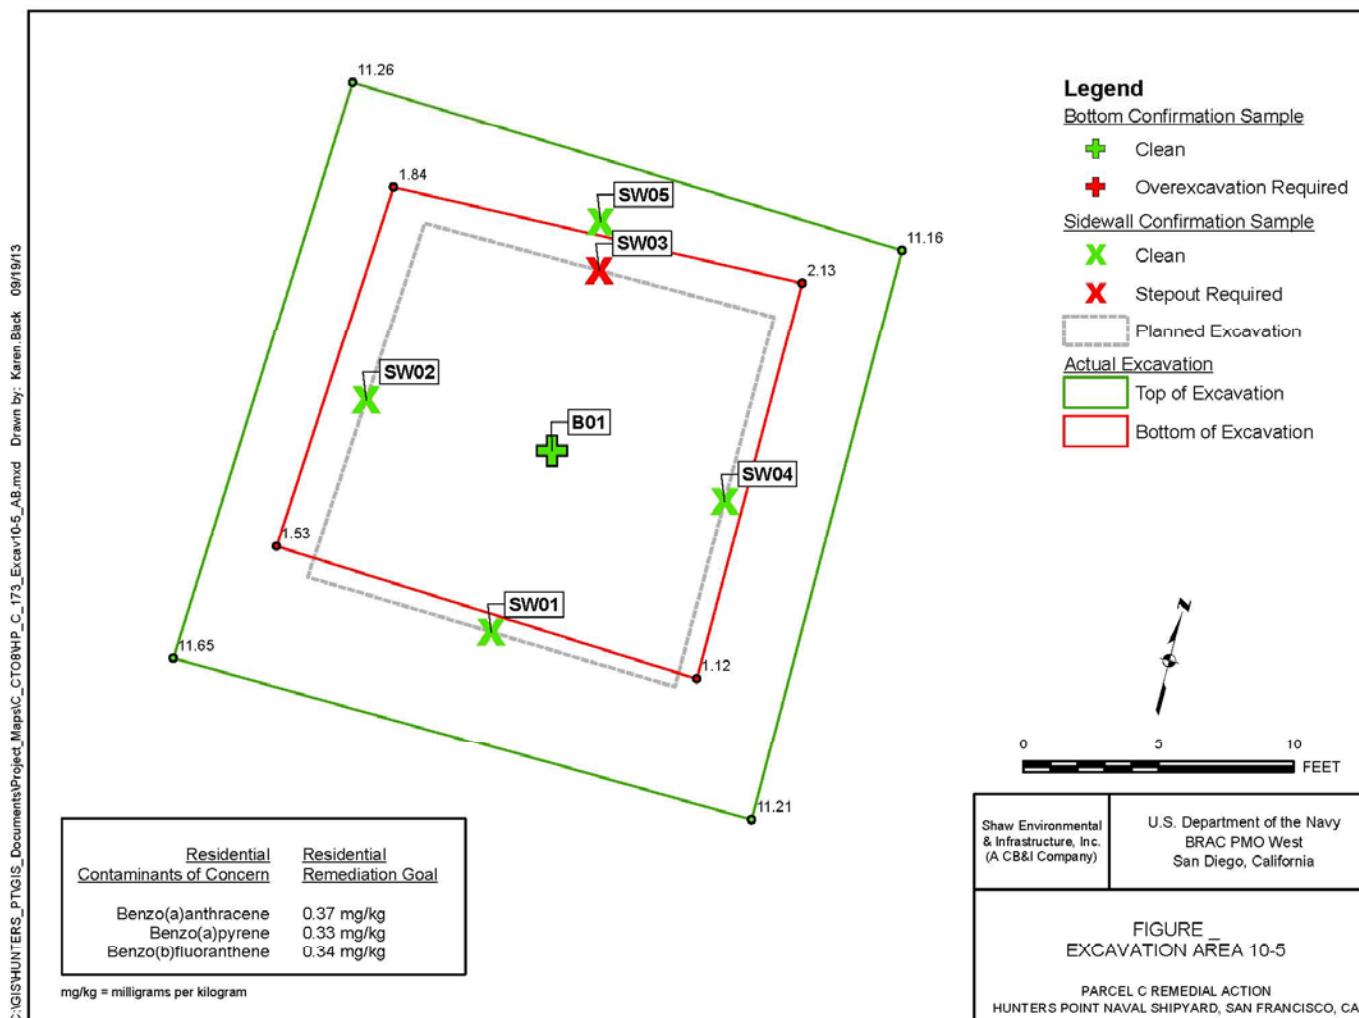 11.26
1.84
SW05
SW03
11.16
2.13
SW02
B01
SW04
1.53
SW01
11.65
1.12
11.21
Legend
Bottom Confirmation Sample
Clean
Overexcavation Required
Sidewall Confirmation Sample
Clean
Stepout Required
Planned Excavation
Actual Excavation
Top of Excavation
Bottom of Excavation
N
0 5 10
FEET
Residential Residential
Contaminants of Concern Remediation Goal
Benzo(a)anthracene 0.37 mg/kg
Benzo(a)pyrene 0.33 mg/kg
Benzo(b)fluoranthene 0.34 mg/kg
mg/kg = milligrams per kilogram
Shaw Environmental
& Infrastructure, Inc.
(A CB&I Company)
U.S. Department of the Navy
BRAC PMO West
San Diego, California
FIGURE _
EXCAVATION AREA 10-5
PARCEL C REMEDIAL ACTION
HUNTERS POINT NAVAL SHIPYARD, SAN FRANCISCO, CA
C:\GIS\HUNTERS_PT\GIS_Documents\Project_Maps\C_CTOB\HP_C_173_Excav10-5_AB.mxd Drawn by: Karen.Back 09/19/13